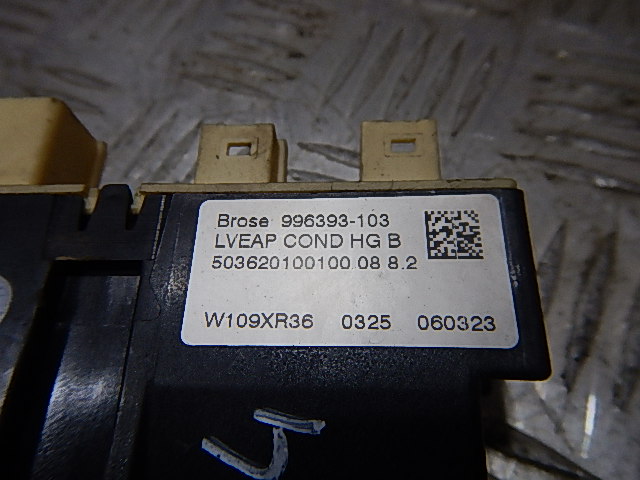 Brose 996393-103
LVEAP COND HG B
503620100100 08 8.2
W109XR36 0325 060323